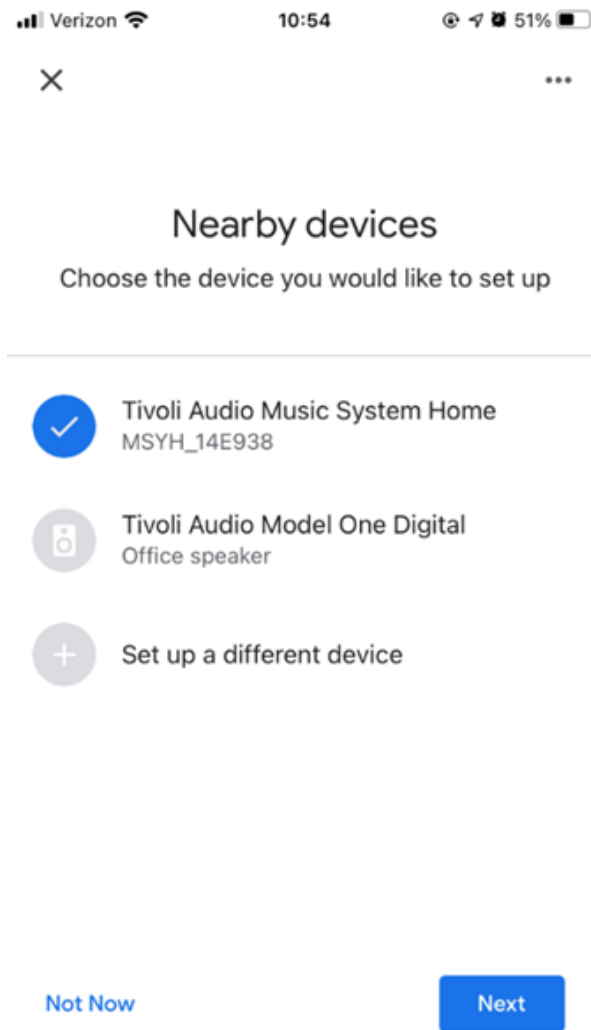 Verizon 10:54 51%
Nearby devices
Choose the device you would like to set up
Tivoli Audio Music System Home
MSYH_14E938
Tivoli Audio Model One Digital
Office speaker
Set up a different device
Not Now Next